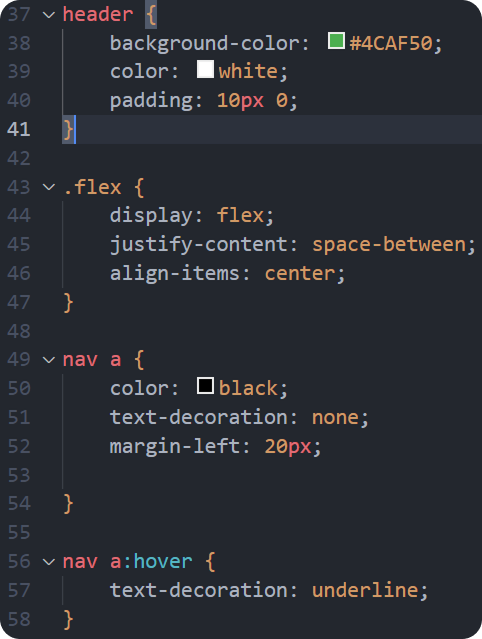 37 header {
38     background-color: #4CAF50;
39     color: white;
40     padding: 10px 0;
41 }
42
43 .flex {
44     display: flex;
45     justify-content: space-between;
46     align-items: center;
47 }
48
49 nav a {
50     color: black;
51     text-decoration: none;
52     margin-left: 20px;
53
54 }
55
56 nav a:hover {
57     text-decoration: underline;
58 }